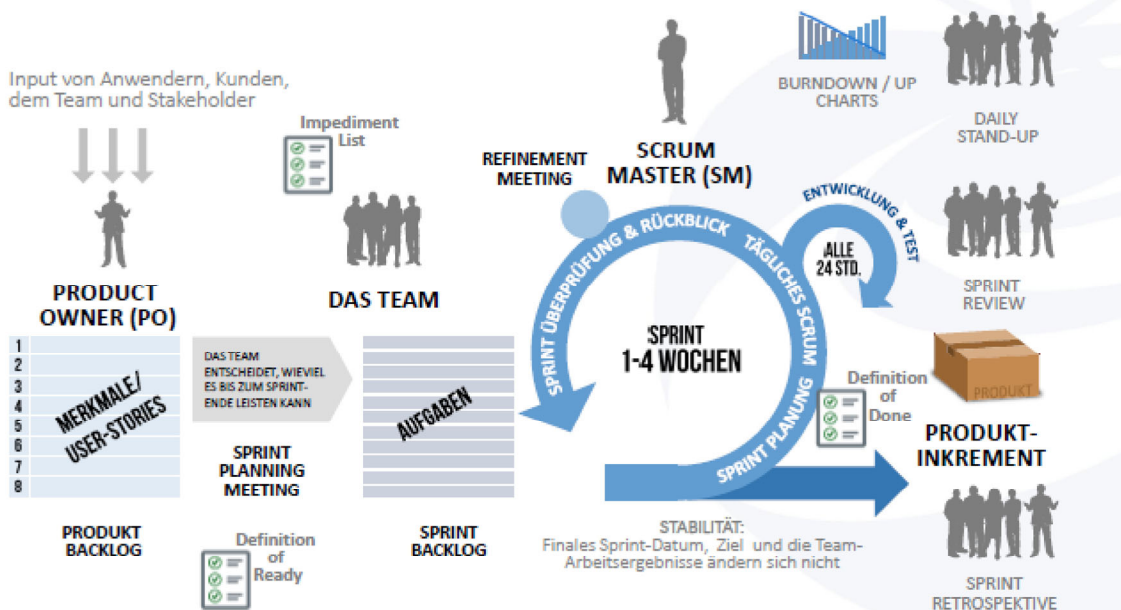 Input von Anwendern, Kunden,
dem Team und Stakeholder
Impediment
List
REFINEMENT
MEETING
SCRUM
MASTER (SM)
BURNDOWN / UP
CHARTS
DAILY
STAND-UP
PRODUCT
OWNER (PO)
DAS TEAM
SPRINT ÜBERPRÜFUNG & RÜCKBLICK
TÄGLICHES SCRUM
SPRINT PLANUNG
ENTWICKLUNG & TEST
ALLE
24 STD.
SPRINT
REVIEW
SPRINT
1-4 WOCHEN
1
2
3
4
5
6
7
8
MERKMALE/
USER-STORIES
DAS TEAM
ENTSCHEIDET, WIEVIEL
ES BIS ZUM SPRINT-
ENDE LEISTEN KANN
AUFGABEN
SPRINT
PLANNING
MEETING
Definition
of
Done
PRODUKT
PRODUKT-
INKREMENT
PRODUKT
BACKLOG
Definition
of
Ready
SPRINT
BACKLOG
STABILITÄT:
Finales Sprint-Datum, Ziel und die Team-
Arbeitsergebnisse ändern sich nicht
SPRINT
RETROSPEKTIVE